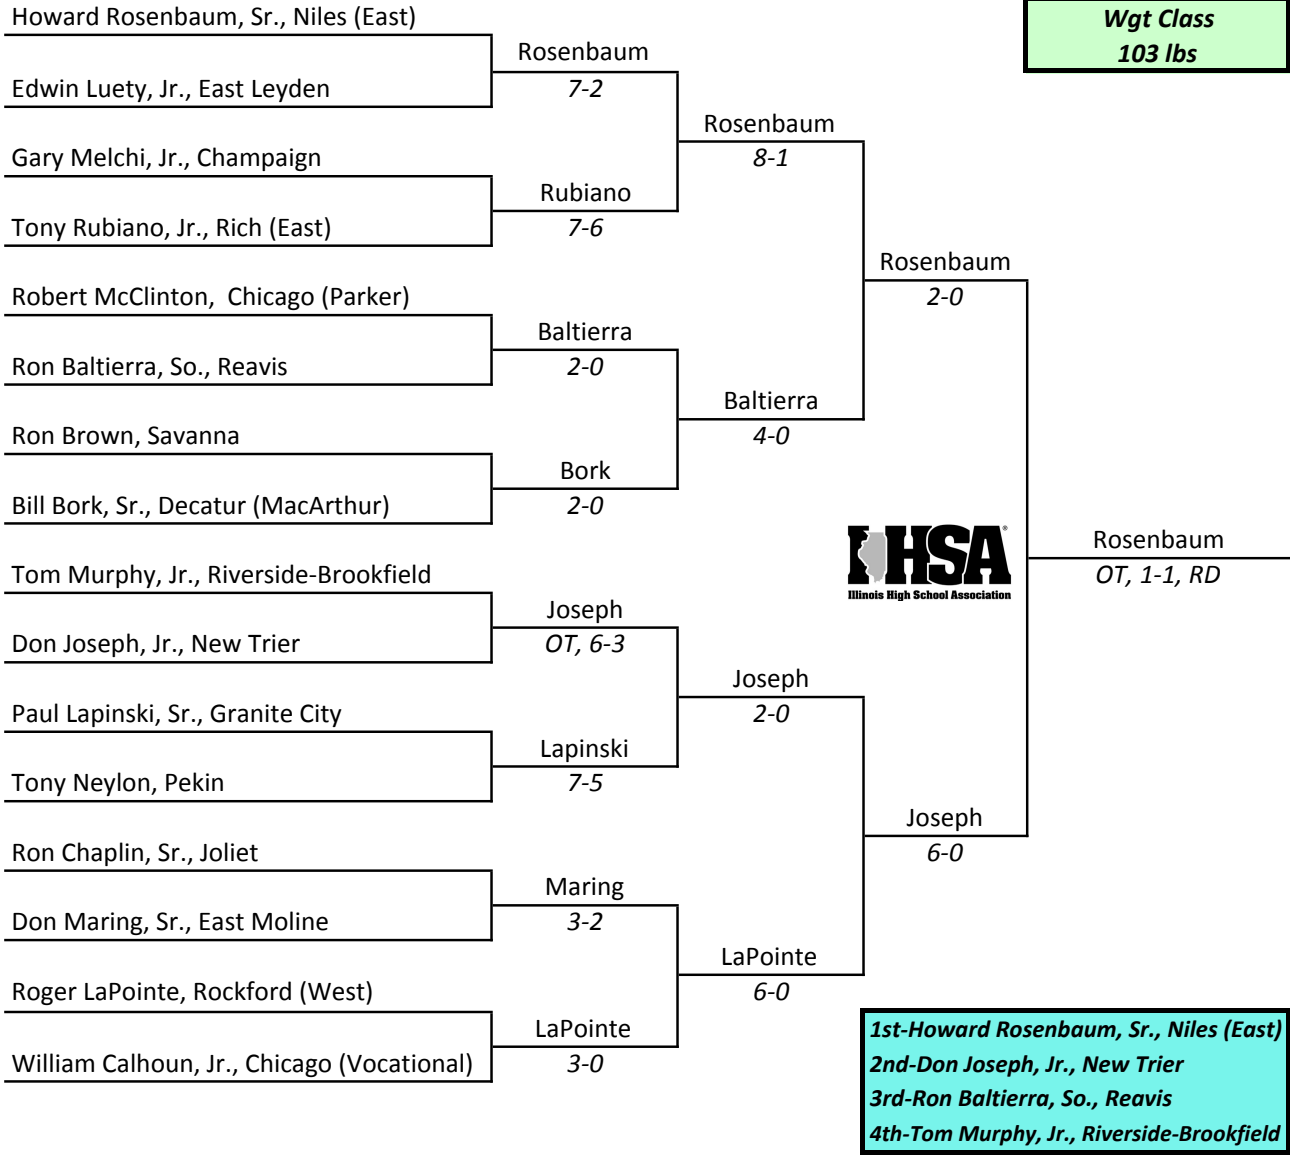 Howard Rosenbaum, Sr., Niles (East)
Edwin Luety, Jr., East Leyden
Gary Melchi, Jr., Champaign
Tony Rubiano, Jr., Rich (East)
Robert McClinton,  Chicago (Parker)
Ron Baltierra, So., Reavis
Ron Brown, Savanna
Bill Bork, Sr., Decatur (MacArthur)
Tom Murphy, Jr., Riverside-Brookfield
Don Joseph, Jr., New Trier
Paul Lapinski, Sr., Granite City
Tony Neylon, Pekin
Ron Chaplin, Sr., Joliet
Don Maring, Sr., East Moline
Roger LaPointe, Rockford (West)
William Calhoun, Jr., Chicago (Vocational)
Rosenbaum
7-2
Rubiano
7-6
Baltierra
2-0
Bork
2-0
Joseph
OT, 6-3
Lapinski
7-5
Maring
3-2
LaPointe
3-0
Rosenbaum
8-1
Baltierra
4-0
Joseph
2-0
LaPointe
6-0
Rosenbaum
2-0
Joseph
6-0
Rosenbaum
OT, 1-1, RD
Wgt Class
103 lbs
IHSA®
Illinois High School Association
1st-Howard Rosenbaum, Sr., Niles (East)
2nd-Don Joseph, Jr., New Trier
3rd-Ron Baltierra, So., Reavis
4th-Tom Murphy, Jr., Riverside-Brookfield